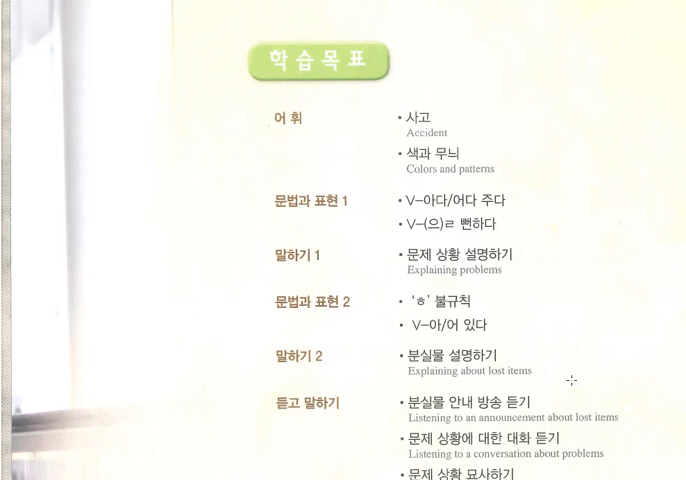 학습목표
어휘
• 사고
Accident
• 색과 무늬
Colors and patterns
문법과 표현 1
• V–아다/어다 주다
• V–(으)ㄹ 뻔하다
말하기 1
• 문제 상황 설명하기
Explaining problems
문법과 표현 2
• ‘ㅎ’ 불규칙
• V–아/어 있다
말하기 2
• 분실물 설명하기
Explaining about lost items
듣고 말하기
• 분실물 안내 방송 듣기
Listening to an announcement about lost items
• 문제 상황에 대한 대화 듣기
Listening to a conversation about problems
• 문제 상황 묘사하기